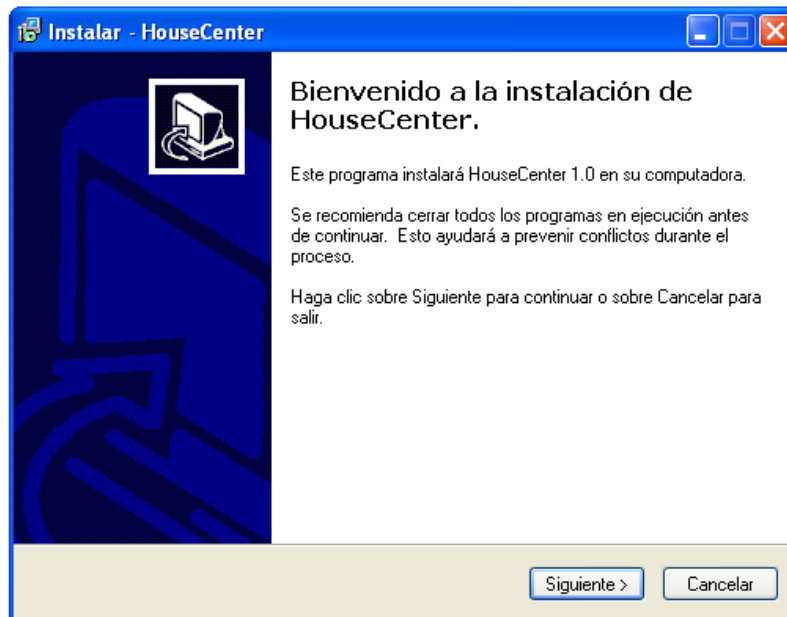 Instalar - HouseCenter
Bienvenido a la instalación de
HouseCenter.
Este programa instalará HouseCenter 1.0 en su computadora.
Se recomienda cerrar todos los programas en ejecución antes
de continuar.  Esto ayudará a prevenir conflictos durante el
proceso.
Haga clic sobre Siguiente para continuar o sobre Cancelar para
salir.
Siguiente >
Cancelar